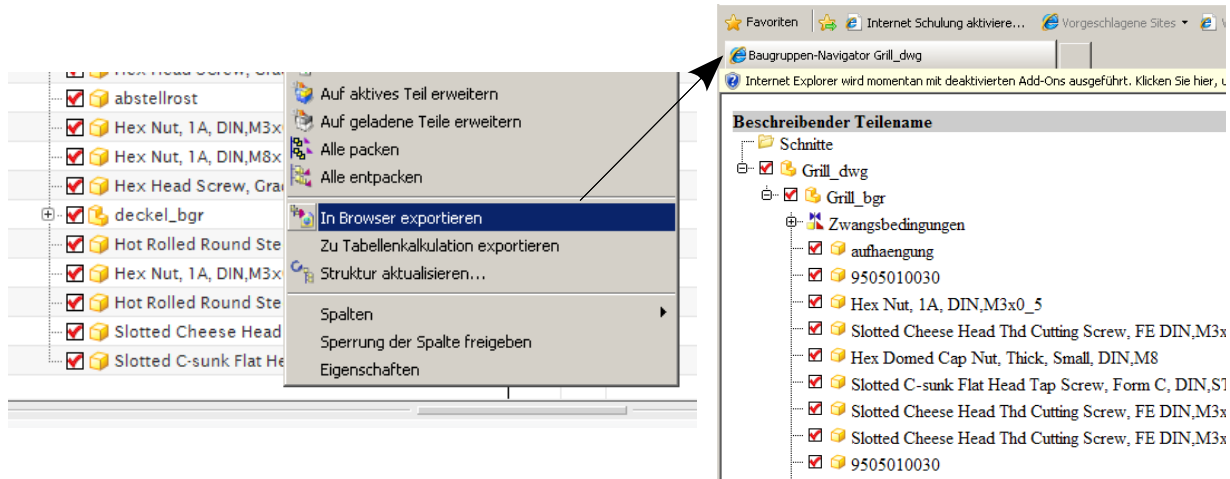 Hex Head Screw, Gra
abstellrost
Hex Nut, 1A, DIN,M3x
Hex Nut, 1A, DIN,M8x
Hex Head Screw, Gra
deckel_bgr
Hot Rolled Round Ste
Hex Nut, 1A, DIN,M3x
Hot Rolled Round Ste
Slotted Cheese Head
Slotted C-sunk Flat He
Auf aktives Teil erweitern
Auf geladene Teile erweitern
Alle packen
Alle entpacken
In Browser exportieren
Zu Tabellenkalkulation exportieren
Struktur aktualisieren...
Spalten
Sperrung der Spalte freigeben
Eigenschaften
Favoriten Internet Schulung aktiviere... Vorgeschlagene Sites
Baugruppen-Navigator Grill_dwg
Internet Explorer wird momentan mit deaktivierten Add-Ons ausgeführt. Klicken Sie hier, u
Beschreibender Teilename
Schnitte
Grill_dwg
Grill_bgr
Zwangsbedingungen
aufhaengung
9505010030
Hex Nut, 1A, DIN,M3x0_5
Slotted Cheese Head Thd Cutting Screw, FE DIN,M3x
Hex Domed Cap Nut, Thick, Small, DIN,M8
Slotted C-sunk Flat Head Tap Screw, Form C, DIN,ST
Slotted Cheese Head Thd Cutting Screw, FE DIN,M3x
Slotted Cheese Head Thd Cutting Screw, FE DIN,M3x
9505010030